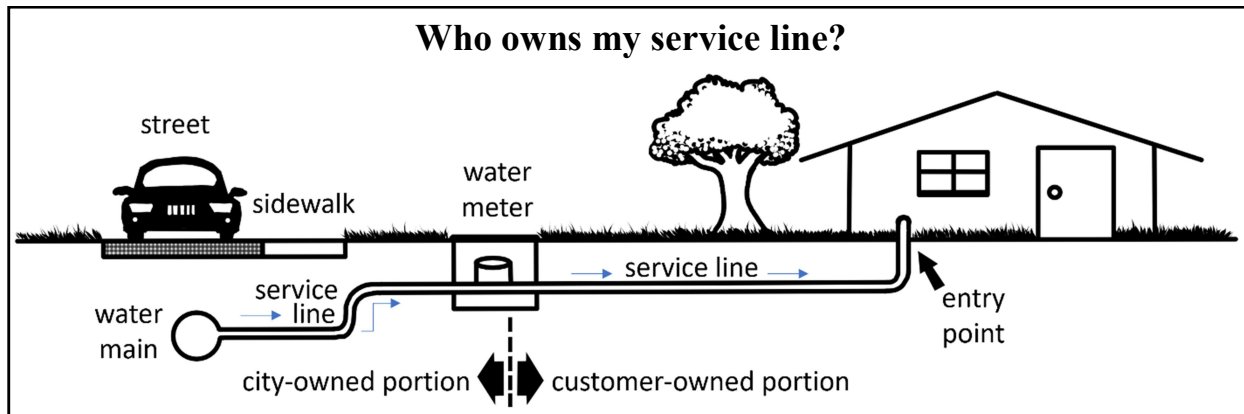 Who owns my service line?
street
sidewalk
water
meter
service line
service
line
water
main
entry
point
city-owned portion
customer-owned portion